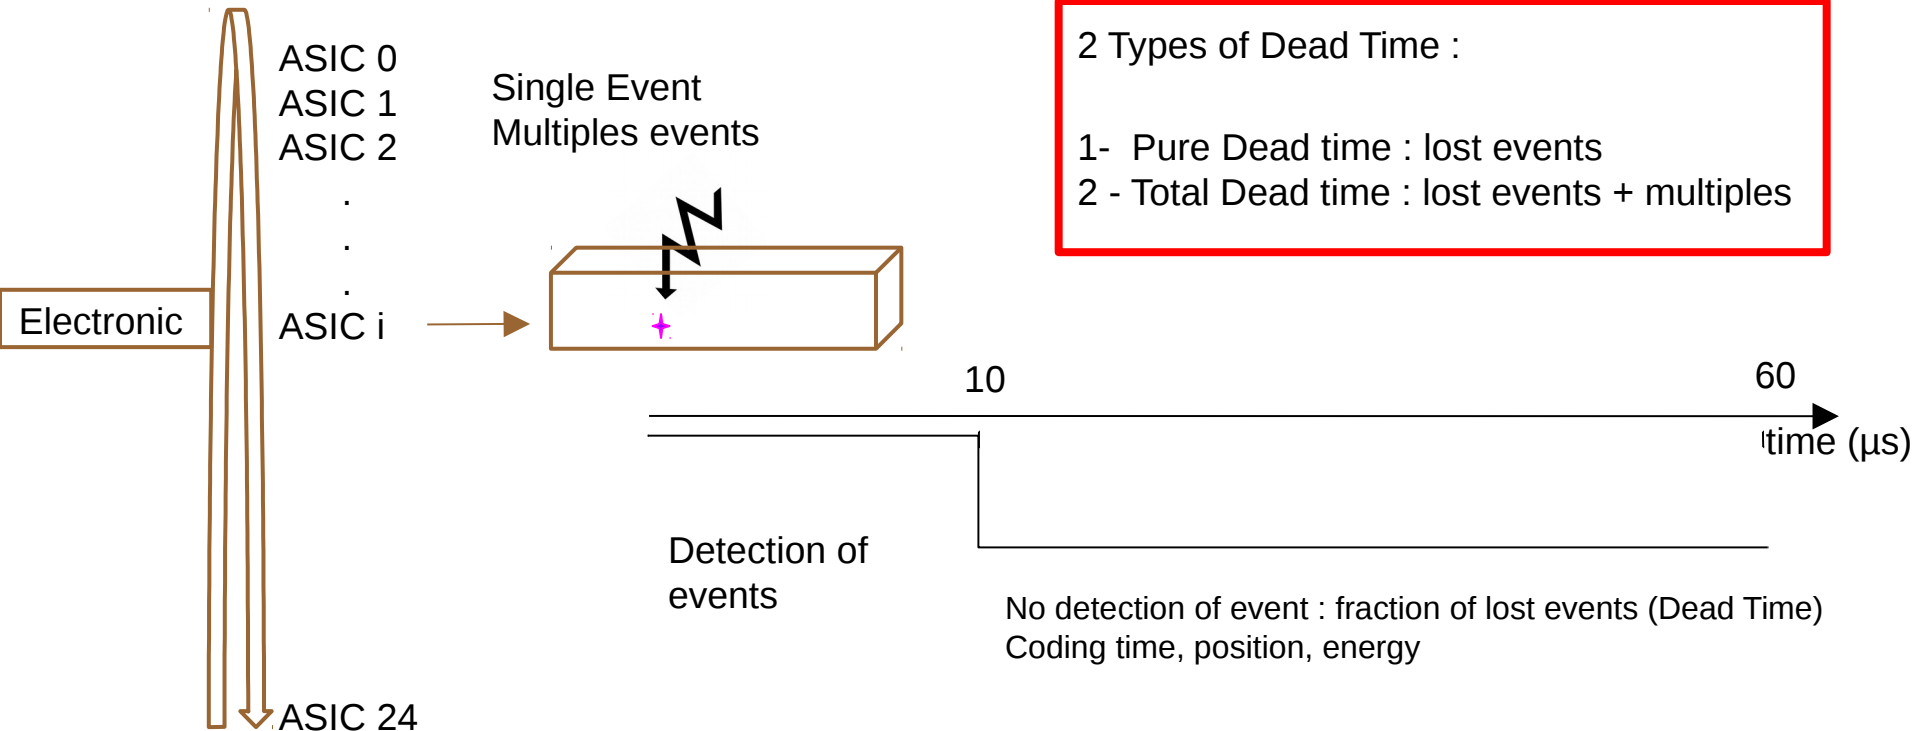 ASIC 0
ASIC 1
ASIC 2
.
.
.
ASIC i
ASIC 24
Electronic
Single Event
Multiples events
2 Types of Dead Time :
1-  Pure Dead time : lost events
2 - Total Dead time : lost events + multiples
10
60
time (µs)
Detection of
events
No detection of event : fraction of lost events (Dead Time)
Coding time, position, energy